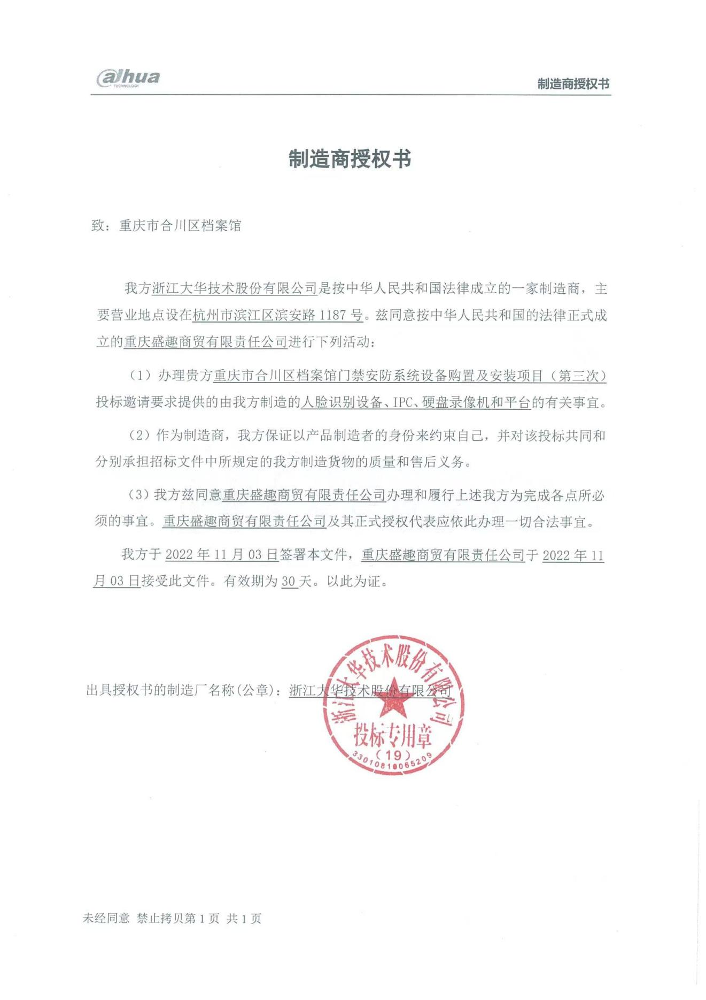 alhua
TECHNOLOGY
制造商授权书
制造商授权书
致：重庆市合川区档案馆
我方浙江大华技术股份有限公司是按中华人民共和国法律成立的一家制造商，主
要营业地点设在杭州市滨江区滨安路 1187 号。兹同意按中华人民共和国的法律正式成
立的重庆盛趣商贸有限责任公司进行下列活动：
（1）办理贵方重庆市合川区档案馆门禁安防系统设备购置及安装项目（第三次）
投标邀请要求提供的由我方制造的人脸识别设备、IPC、硬盘录像机和平台的有关事宜。
（2）作为制造商，我方保证以产品制造者的身份来约束自己，并对该投标共同和
分别承担招标文件中所规定的我方制造货物的质量和售后义务。
（3）我方兹同意重庆盛趣商贸有限责任公司办理和履行上述我方为完成各点所必
须的事宜。重庆盛趣商贸有限责任公司及其正式授权代表应依此办理一切合法事宜。
我方于 2022 年 11 月 03 日签署本文件，重庆盛趣商贸有限责任公司于 2022 年 11
月 03 日接受此文件。有效期为 30 天。以此为证。
出具授权书的制造厂名称(公章)：浙江大华技术股份有限公司
浙江大华技术股份有限公司
投标专用章
（19）
33010810065209
未经同意 禁止拷贝第 1 页 共 1 页